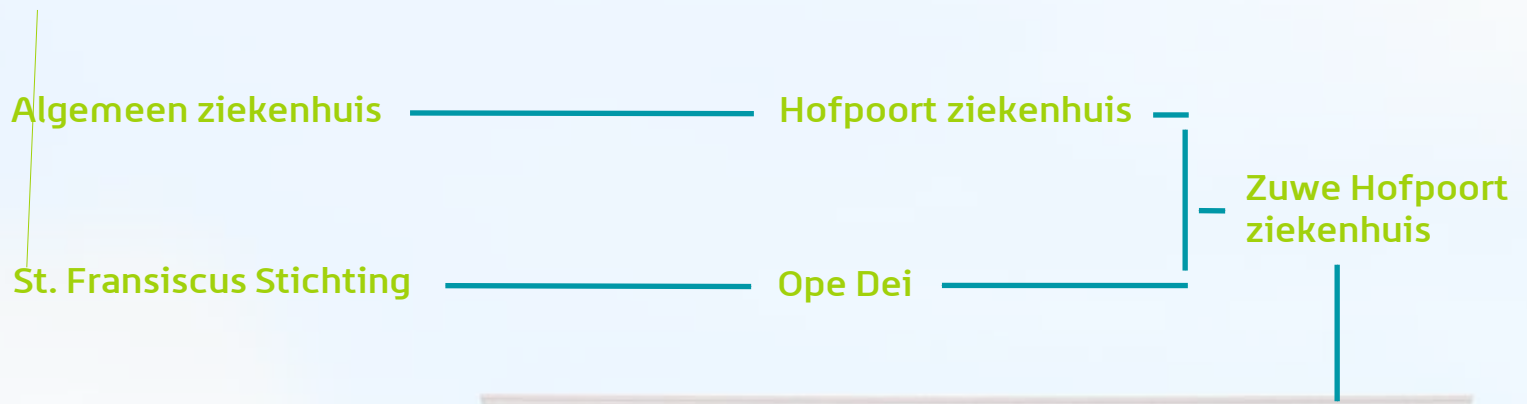 Algemeen ziekenhuis
Hofpoort ziekenhuis
Zuwe Hofpoort
ziekenhuis
St. Fransiscus Stichting
Ope Dei